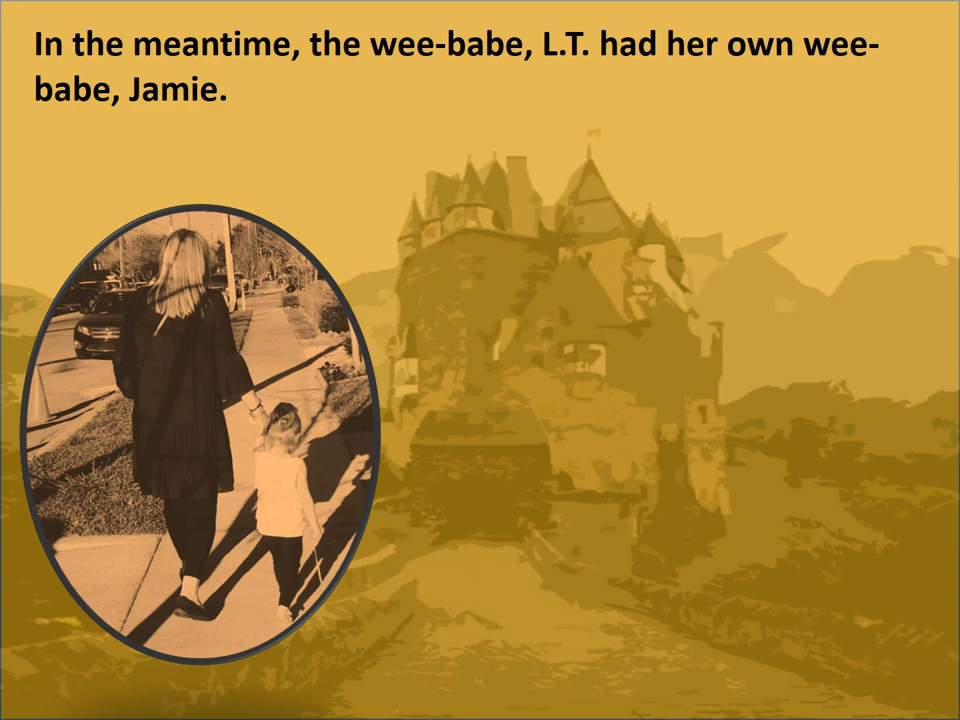 In the meantime, the wee-babe, L.T. had her own wee-
babe, Jamie.